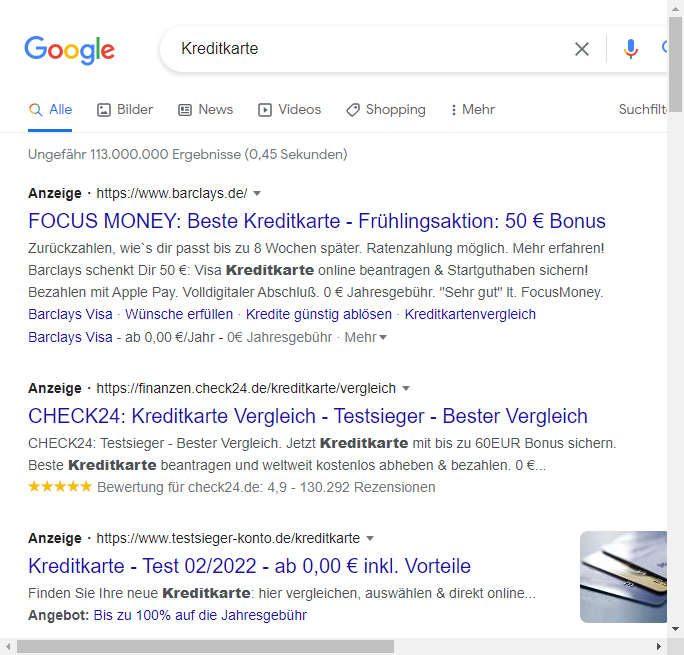 Google
Kreditkarte
Alle Bilder News Videos Shopping Mehr Suchfilte
Ungefähr 113.000.000 Ergebnisse (0,45 Sekunden)
Anzeige · https://www.barclays.de/
FOCUS MONEY: Beste Kreditkarte - Frühlingsaktion: 50 € Bonus
Zurückzahlen, wie`s dir passt bis zu 8 Wochen später. Ratenzahlung möglich. Mehr erfahren!
Barclays schenkt Dir 50 €: Visa Kreditkarte online beantragen & Startguthaben sichern!
Bezahlen mit Apple Pay. Volldigitaler Abschluß. 0 € Jahresgebühr. "Sehr gut" lt. FocusMoney.
Barclays Visa · Wünsche erfüllen · Kredite günstig ablösen · Kreditkartenvergleich
Barclays Visa - ab 0,00 €/Jahr - 0€ Jahresgebühr · Mehr
Anzeige · https://finanzen.check24.de/kreditkarte/vergleich
CHECK24: Kreditkarte Vergleich - Testsieger - Bester Vergleich
CHECK24: Testsieger - Bester Vergleich. Jetzt Kreditkarte mit bis zu 60EUR Bonus sichern.
Beste Kreditkarte beantragen und weltweit kostenlos abheben & bezahlen. 0 €...
★★★★★ Bewertung für check24.de: 4,9 - 130.292 Rezensionen
Anzeige · https://www.testsieger-konto.de/kreditkarte
Kreditkarte - Test 02/2022 - ab 0,00 € inkl. Vorteile
Finden Sie Ihre neue Kreditkarte: hier vergleichen, auswählen & direkt online...
Angebot: Bis zu 100% auf die Jahresgebühr